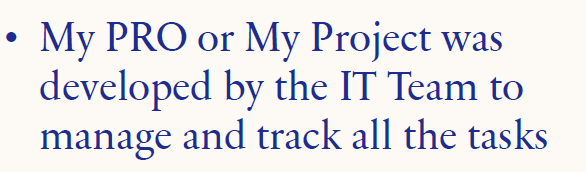 • My PRO or My Project was
developed by the IT Team to
manage and track all the tasks